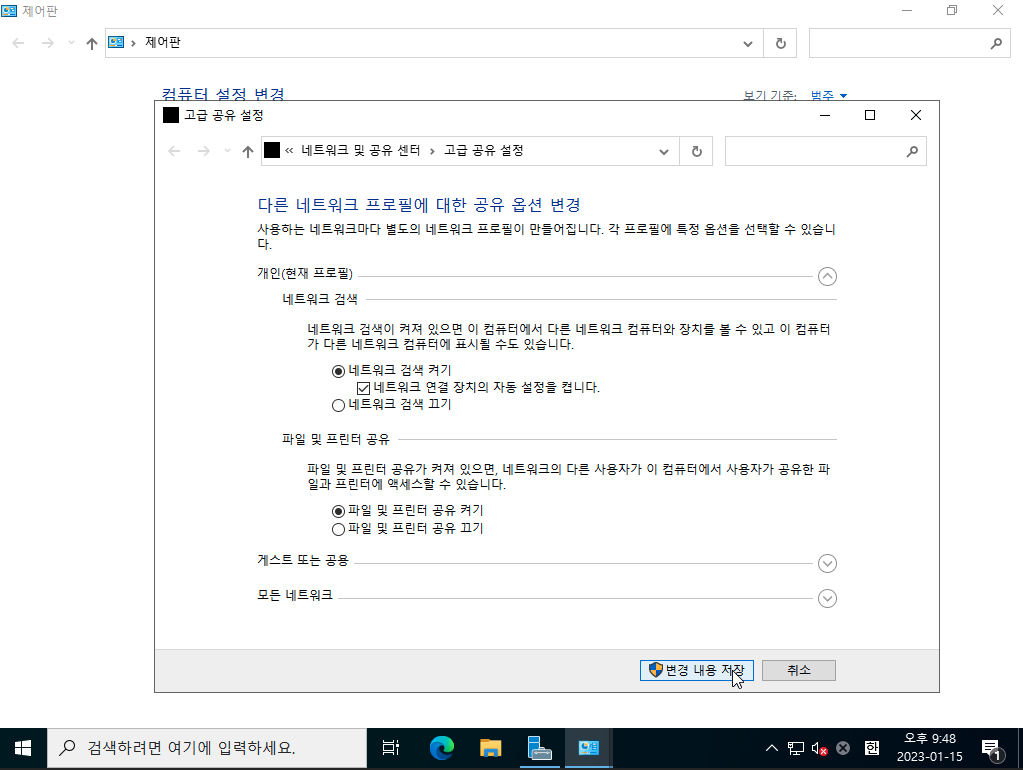 제어판
제어판
컴퓨터 설정 변경
보기 기준: 범주
고급 공유 설정
« 네트워크 및 공유 센터 › 고급 공유 설정
다른 네트워크 프로필에 대한 공유 옵션 변경
사용하는 네트워크마다 별도의 네트워크 프로필이 만들어집니다. 각 프로필에 특정 옵션을 선택할 수 있습니
다.
개인(현재 프로필)
네트워크 검색
네트워크 검색이 켜져 있으면 이 컴퓨터에서 다른 네트워크 컴퓨터와 장치를 볼 수 있고 이 컴퓨터
가 다른 네트워크 컴퓨터에 표시될 수도 있습니다.
네트워크 검색 켜기
네트워크 연결 장치의 자동 설정을 켭니다.
네트워크 검색 끄기
파일 및 프린터 공유
파일 및 프린터 공유가 켜져 있으면, 네트워크의 다른 사용자가 이 컴퓨터에서 사용자가 공유한 파
일과 프린터에 액세스할 수 있습니다.
파일 및 프린터 공유 켜기
파일 및 프린터 공유 끄기
게스트 또는 공용
모든 네트워크
변경 내용 저장 취소
검색하려면 여기에 입력하세요.
한
오후 9:48
2023-01-15
1